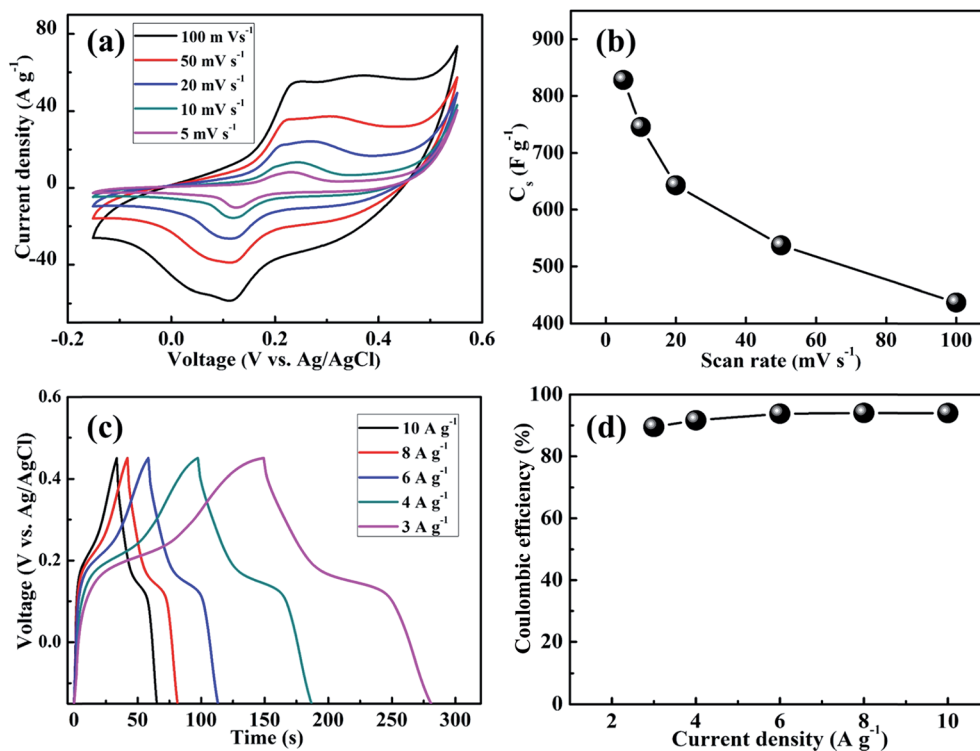 (a)
100 m Vs⁻¹
50 mV s⁻¹
20 mV s⁻¹
10 mV s⁻¹
5 mV s⁻¹
Current density (A g⁻¹)
80
40
0
-40
-80
-0.2 0.0 0.2 0.4 0.6
Voltage (V vs. Ag/AgCl)
(b)
Cₛ (F g⁻¹)
900
800
700
600
500
400
0 20 40 60 80 100
Scan rate (mV s⁻¹)
(c)
10 A g⁻¹
8 A g⁻¹
6 A g⁻¹
4 A g⁻¹
3 A g⁻¹
Voltage (V vs. Ag/AgCl)
0.6
0.4
0.2
0.0
0 50 100 150 200 250 300
Time (s)
(d)
Coulombic efficiency (%)
100
80
60
40
20
0
2 4 6 8 10
Current density (A g⁻¹)